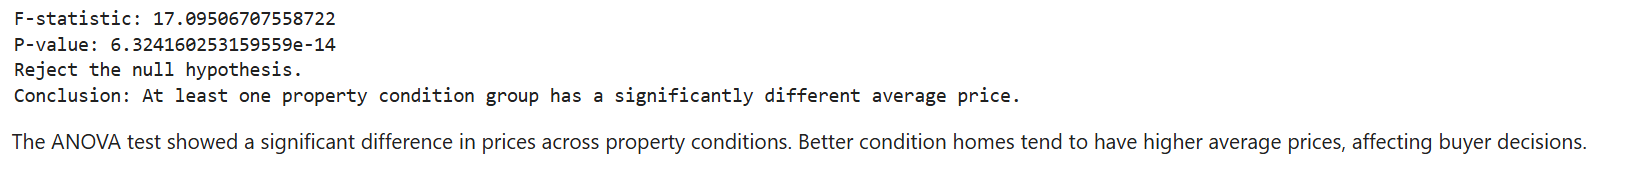 F-statistic: 17.09506707558722
P-value: 6.324160253159559e-14
Reject the null hypothesis.
Conclusion: At least one property condition group has a significantly different average price.
The ANOVA test showed a significant difference in prices across property conditions. Better condition homes tend to have higher average prices, affecting buyer decisions.